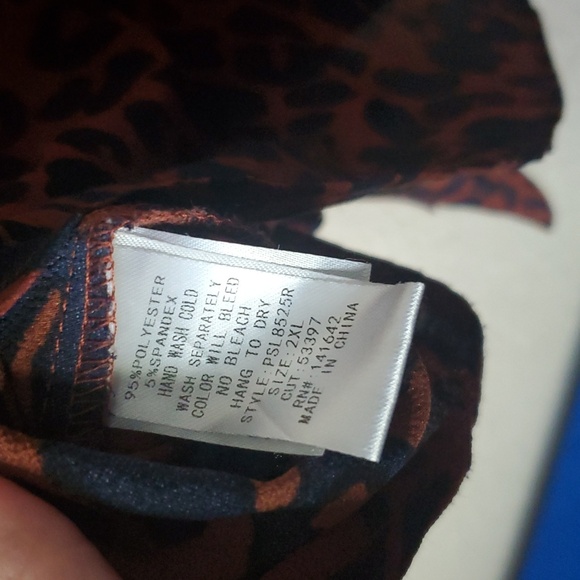 95%POLYESTER
5%SPANDEX
HAND WASH COLD
WASH SEPARATELY
COLOR WILL BLEED
NO BLEACH
HANG TO DRY
STYLE:PSL8525R
SIZE:2XL
CUT:53397
RN#:141642
MADE IN CHINA